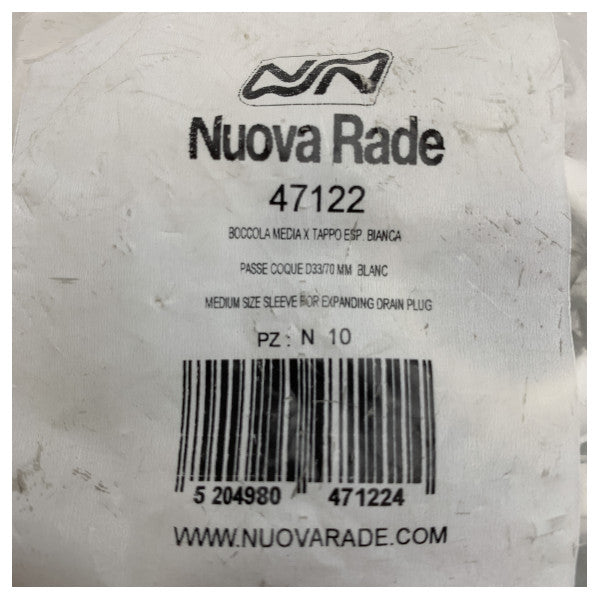 NR
Nuova Rade
47122
BOCCOLA MEDIA X TAPPO ESP. BIANCA
PASSE COQUE D33/70 MM BLANC
MEDIUM SIZE SLEEVE FOR EXPANDING DRAIN PLUG
PZ : N 10
5 204980 471224
WWW.NUOVARADE.COM